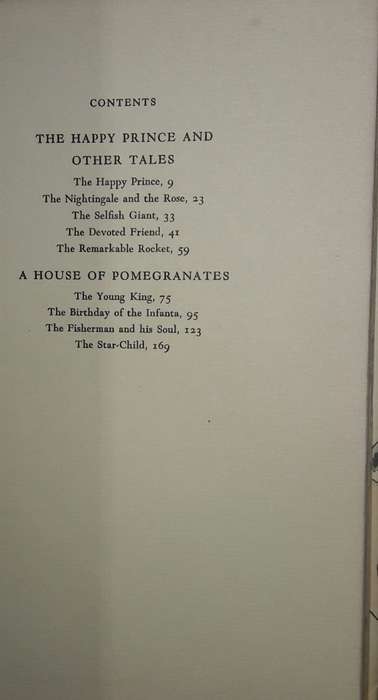 CONTENTS
THE HAPPY PRINCE AND
OTHER TALES
The Happy Prince, 9
The Nightingale and the Rose, 23
The Selfish Giant, 33
The Devoted Friend, 41
The Remarkable Rocket, 59
A HOUSE OF POMEGRANATES
The Young King, 75
The Birthday of the Infanta, 95
The Fisherman and his Soul, 123
The Star-Child, 169